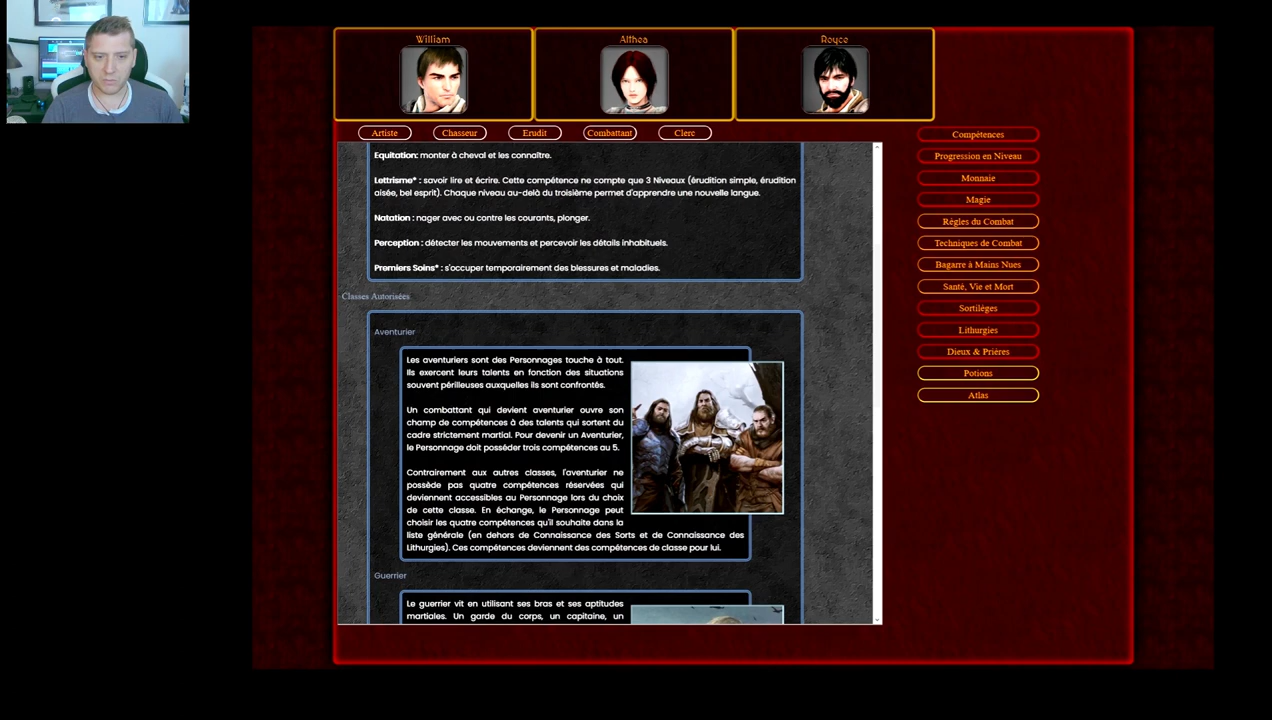 William
Althea
Royce
Artiste
Chasseur
Erudit
Combattant
Clerc
Equitation: monter à cheval et les connaître.
Lettrisme* : savoir lire et écrire. Cette compétence ne compte que 3 Niveaux (érudition simple, érudition
aisée, bel esprit). Chaque niveau au-delà du troisième permet d'apprendre une nouvelle langue.
Natation : nager avec ou contre les courants, plonger.
Perception : détecter les mouvements et percevoir les détails inhabituels.
Premiers Soins* : s'occuper temporairement des blessures et maladies.
Classes Autorisées
Aventurier
Les aventuriers sont des Personnages touche à tout.
Ils exercent leurs talents en fonction des situations
souvent périlleuses auxquelles ils sont confrontés.
Un combattant qui devient aventurier ouvre son
champ de compétences à des talents qui sortent du
cadre strictement martial. Pour devenir un Aventurier,
le Personnage doit posséder trois compétences au 5.
Contrairement aux autres classes, l'aventurier ne
possède pas quatre compétences réservées qui
deviennent accessibles au Personnage lors du choix
de cette classe. En échange, le Personnage peut
choisir les quatre compétences qu'il souhaite dans la
liste générale (en dehors de Connaissance des Sorts et de Connaissance des
Lithurgies). Ces compétences deviennent des compétences de classe pour lui.
Guerrier
Le guerrier vit en utilisant ses bras et ses aptitudes
martiales. Un garde du corps, un capitaine, un
Compétences
Progression en Niveau
Monnaie
Magie
Règles du Combat
Techniques de Combat
Bagarre à Mains Nues
Santé, Vie et Mort
Sortilèges
Lithurgies
Dieux & Prières
Potions
Atlas